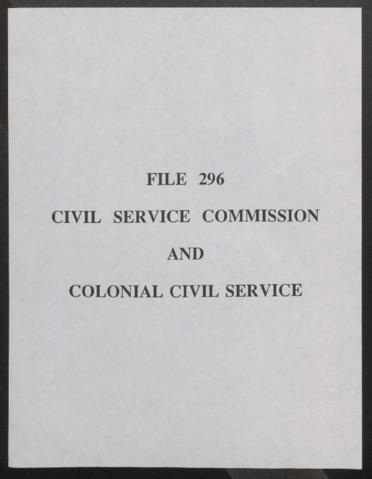 FILE 296
CIVIL SERVICE COMMISSION
AND
COLONIAL CIVIL SERVICE